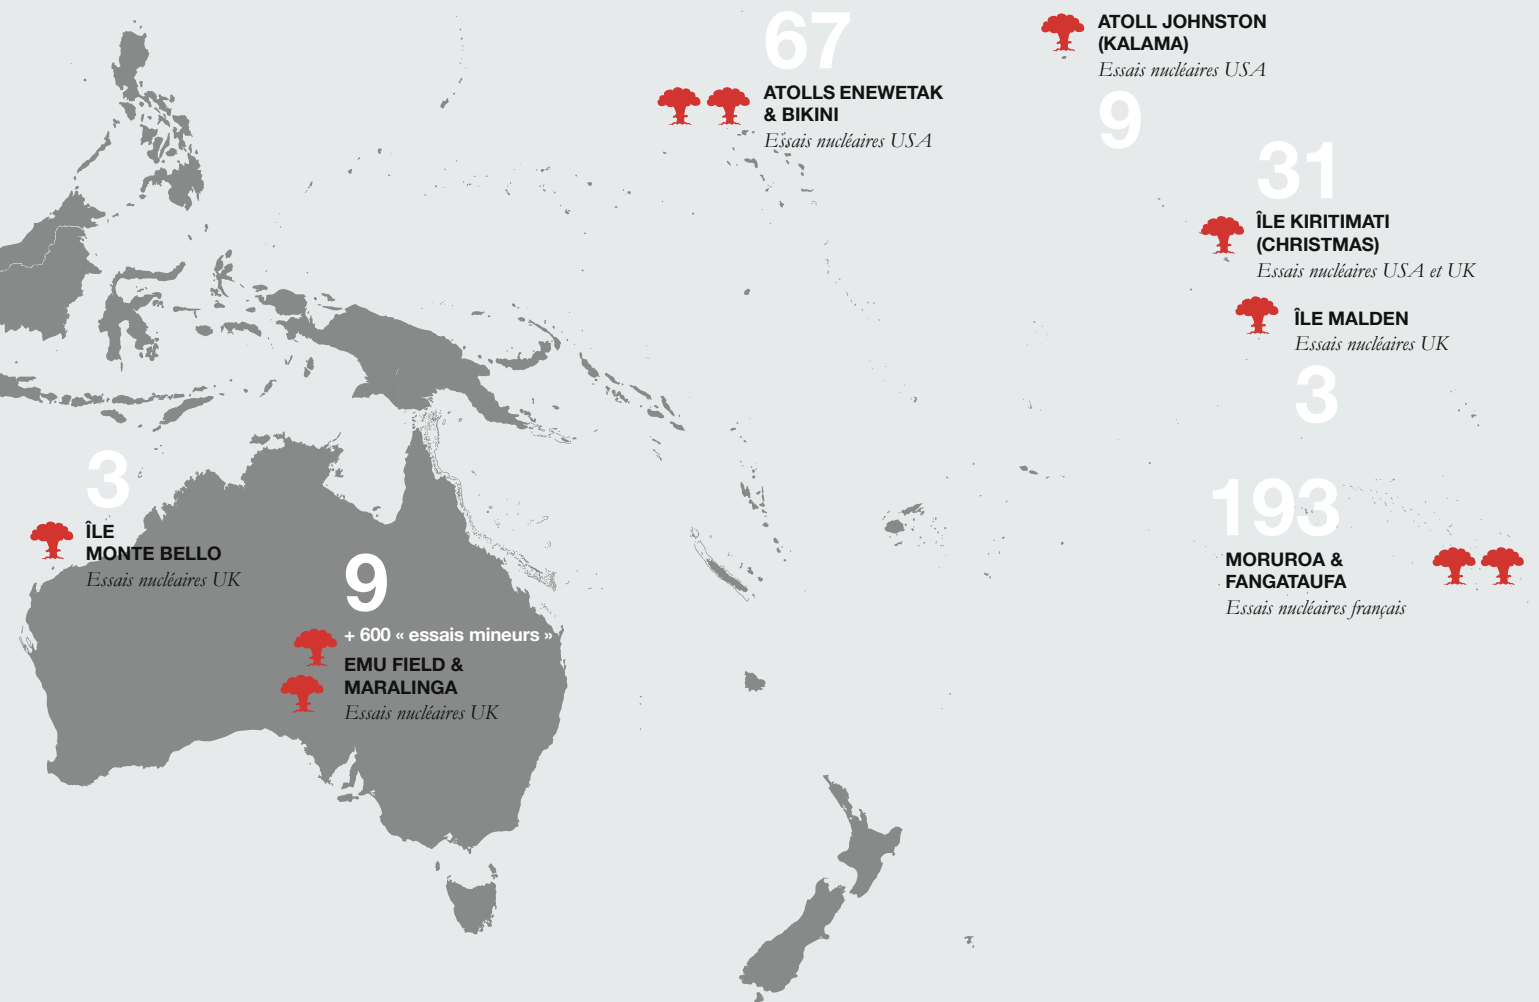 67
ATOLLS ENEWETAK
& BIKINI
Essais nucléaires USA
ATOLL JOHNSTON
(KALAMA)
Essais nucléaires USA
9
31
ÎLE KIRITIMATI
(CHRISTMAS)
Essais nucléaires USA et UK
ÎLE MALDEN
Essais nucléaires UK
3
3
ÎLE
MONTE BELLO
Essais nucléaires UK
9
+ 600 « essais mineurs »
EMU FIELD &
MARALINGA
Essais nucléaires UK
193
MORUROA &
FANGATAUFA
Essais nucléaires français